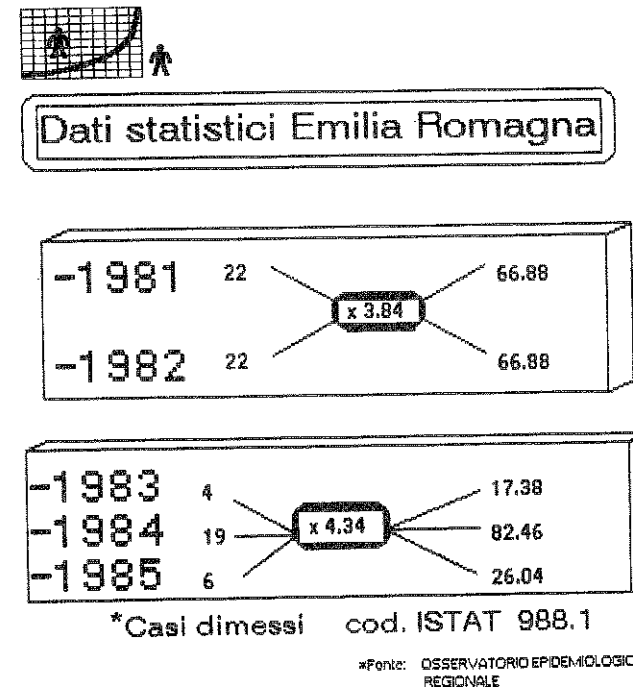 Dati statistici Emilia Romagna
-1981 22 66.88
x 3.84
-1982 22 66.88
-1983 4 17.38
-1984 19 x 4.34 82.46
-1985 6 26.04
*Casi dimessi cod. ISTAT 988.1
*Fonte: OSSERVATORIO EPIDEMIOLOGIC
REGIONALE